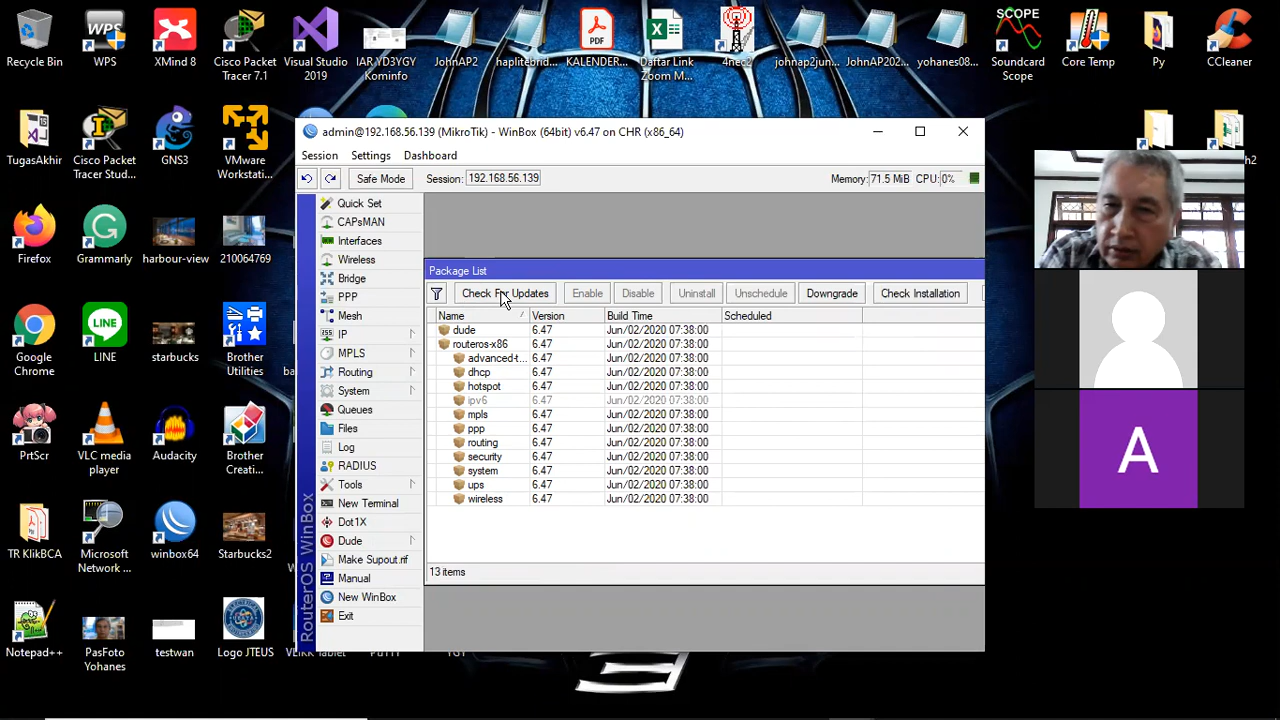 Recycle Bin
WPS
XMind 8
Cisco Packet
Tracer 7.1
Visual Studio
2019
IAR YD3YGY
Kominfo
JohnAP2
haplitebrid...
PDF
KALENDER...
Daftar Link
Zoom M...
4nec2
johnap2jun...
JohnAP202...
yohanes08...
SCOPE
Soundcard
Scope
Core Temp
Py
CCleaner
TugasAkhir
Cisco Packet
Tracer Stud...
GNS3
VMware
Workstati...
Firefox
Grammarly
harbour-view
210064769
Google
Chrome
LINE
starbucks
Brother
Utilities
PrtScr
VLC media
player
Audacity
Brother
Creati...
TR KlikBCA
Microsoft
Network ...
winbox64
Starbucks2
Notepad++
PasFoto
Yohanes
testwan
Logo JTEUS
admin@192.168.56.139 (MikroTik) - WinBox (64bit) v6.47 on CHR (x86_64)
Session Settings Dashboard
Safe Mode Session: 192.168.56.139 Memory: 71.5 MiB CPU: 0%
RouterOS WinBox
Quick Set
CAPsMAN
Interfaces
Wireless
Bridge
PPP
Mesh
IP
MPLS
Routing
System
Queues
Files
Log
RADIUS
Tools
New Terminal
Dot1X
Dude
Make Supout.rif
Manual
New WinBox
Exit
Package List
Check For Updates Enable Disable Uninstall Unschedule Downgrade Check Installation
Name Version Build Time Scheduled
dude 6.47 Jun/02/2020 07:38:00
routeros-x86 6.47 Jun/02/2020 07:38:00
advanced-t... 6.47 Jun/02/2020 07:38:00
dhcp 6.47 Jun/02/2020 07:38:00
hotspot 6.47 Jun/02/2020 07:38:00
ipv6 6.47 Jun/02/2020 07:38:00
mpls 6.47 Jun/02/2020 07:38:00
ppp 6.47 Jun/02/2020 07:38:00
routing 6.47 Jun/02/2020 07:38:00
security 6.47 Jun/02/2020 07:38:00
system 6.47 Jun/02/2020 07:38:00
ups 6.47 Jun/02/2020 07:38:00
wireless 6.47 Jun/02/2020 07:38:00
13 items
A